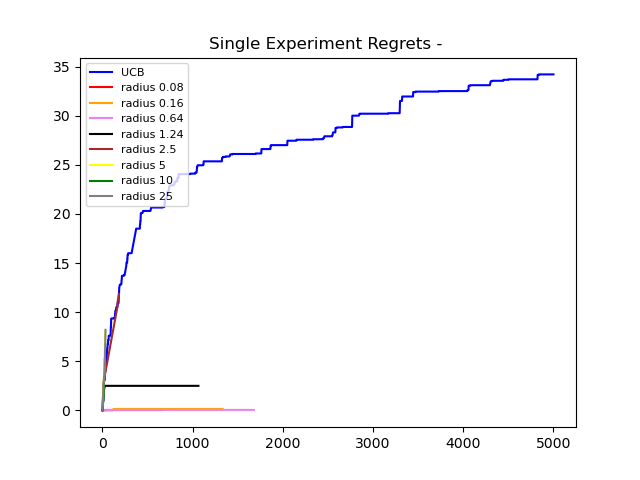 Single Experiment Regrets -
35
30
25
20
15
10
5
0
UCB
radius 0.08
radius 0.16
radius 0.64
radius 1.24
radius 2.5
radius 5
radius 10
radius 25
0 1000 2000 3000 4000 5000